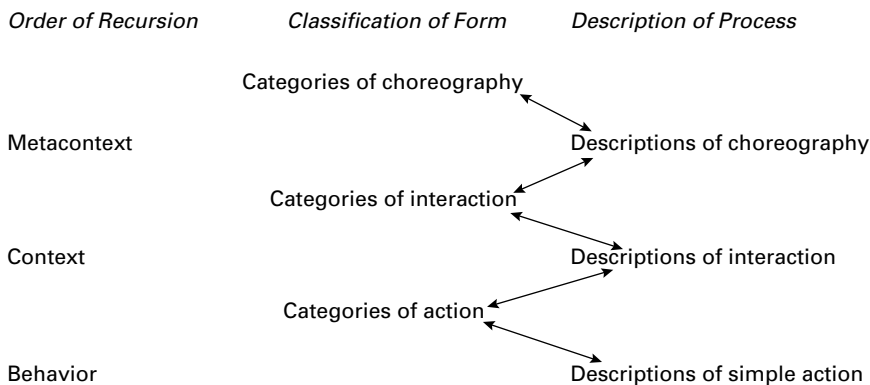 Order of Recursion Classification of Form Description of Process
Categories of choreography
Metacontext Descriptions of choreography
Categories of interaction
Context Descriptions of interaction
Categories of action
Behavior Descriptions of simple action